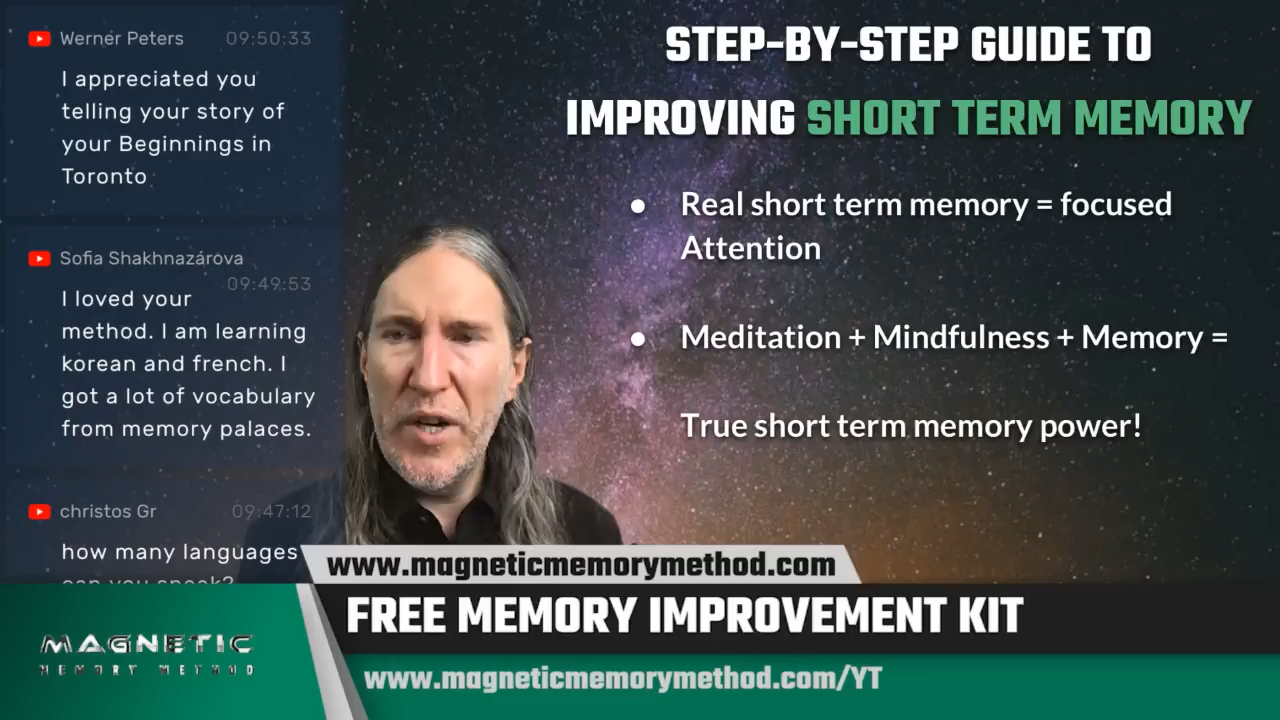 Werner Peters 09:50:33
I appreciated you
telling your story of
your Beginnings in
Toronto
Sofia Shakhnazárova
09:49:53
I loved your
method. I am learning
korean and french. I
got a lot of vocabulary
from memory palaces.
christos Gr 09:47:12
how many languages
can you speak?
STEP-BY-STEP GUIDE TO
IMPROVING SHORT TERM MEMORY
● Real short term memory = focused
Attention
● Meditation + Mindfulness + Memory =
True short term memory power!
www.magneticmemorymethod.com
FREE MEMORY IMPROVEMENT KIT
www.magneticmemorymethod.com/YT
MAGNETIC
MEMORY METHOD